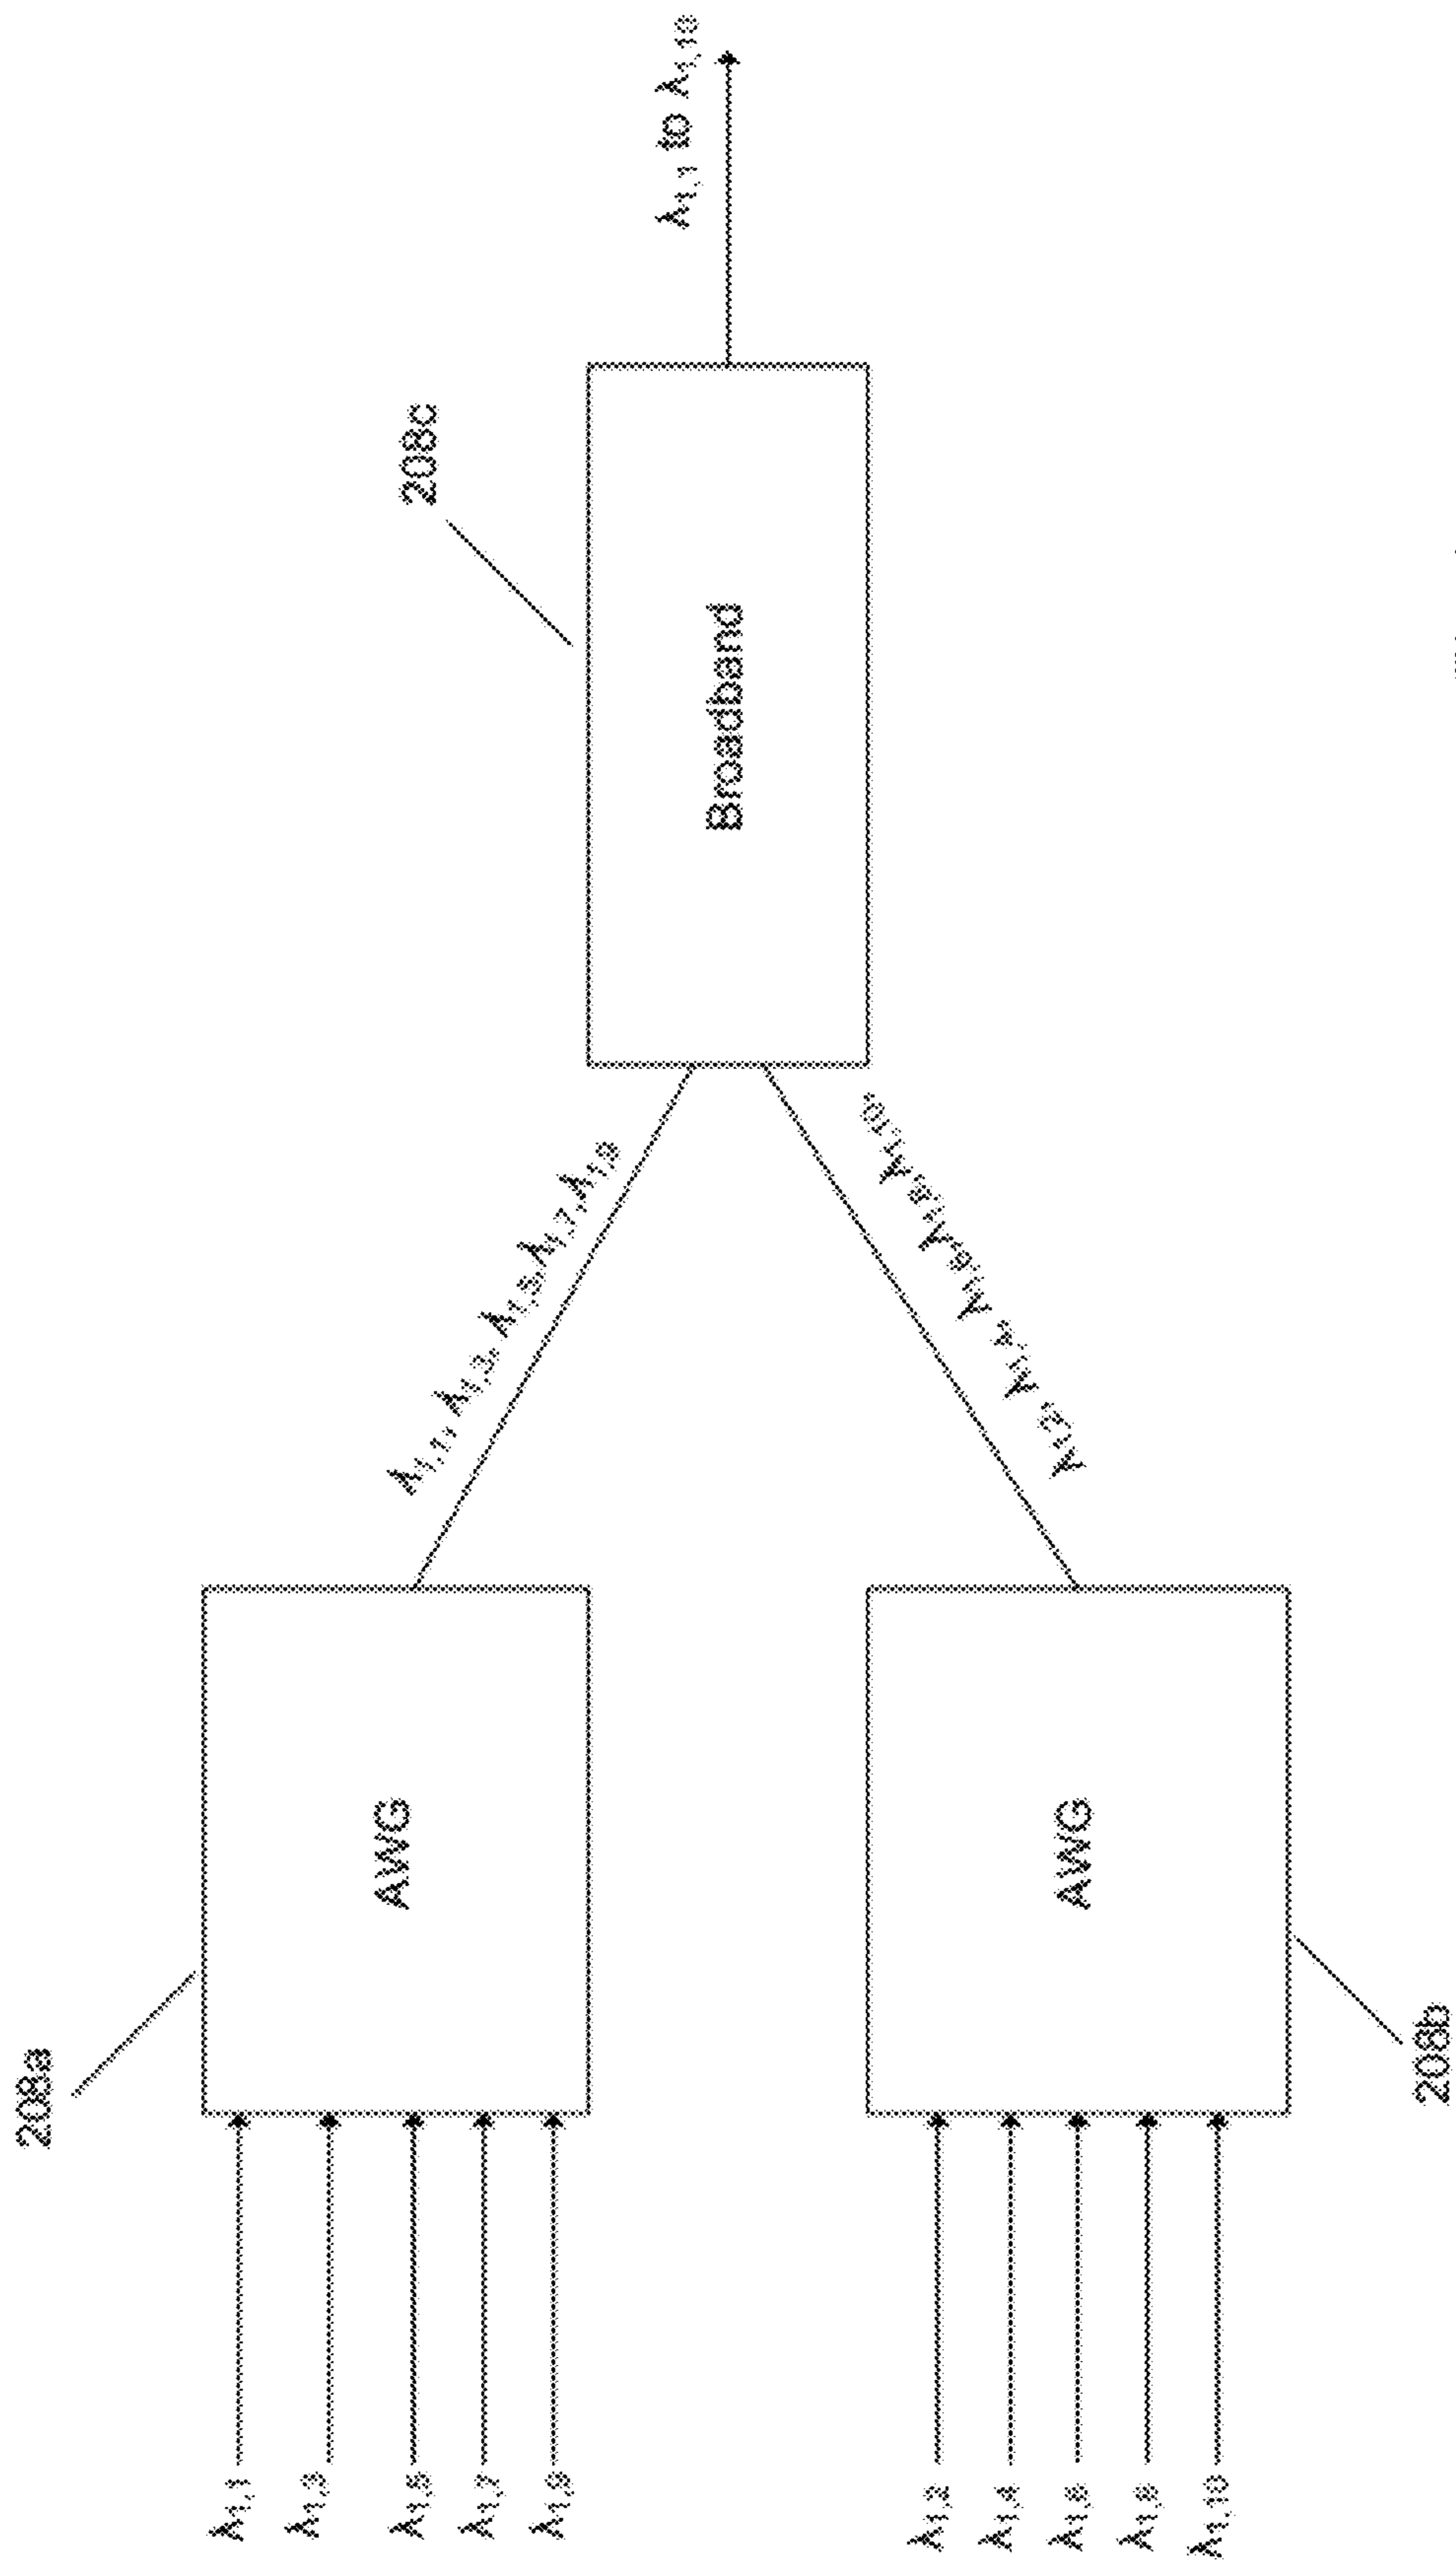 208a
λ1,1
λ1,3
λ1,5
λ1,7
λ1,9
AWG
λ1,1, λ1,3, λ1,5,λ1,7,λ1,9
208b
λ1,2
λ1,4
λ1,6
λ1,8
λ1,10
AWG
λ1,2, λ1,4, λ1,6,λ1,8,λ1,10,
208c
Broadband
λ1,1 to λ1,10